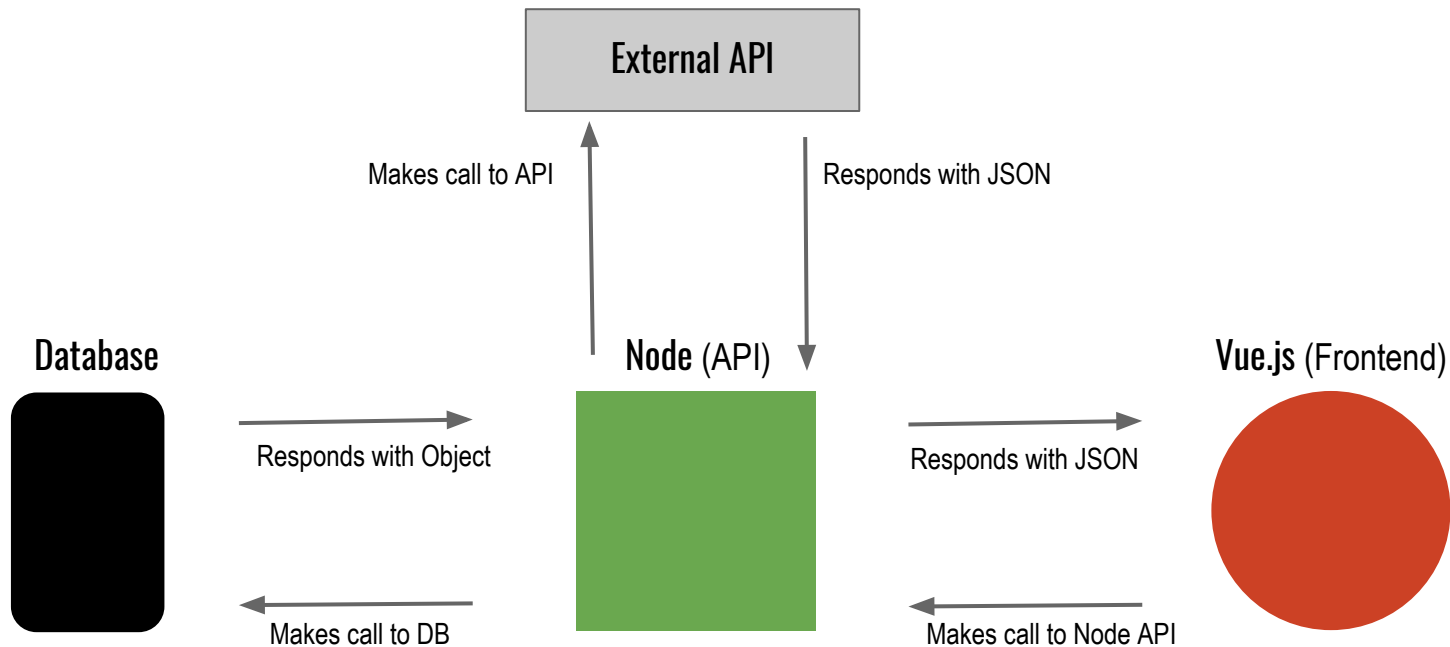 External API
Makes call to API
Responds with JSON
Database
Node (API)
Vue.js (Frontend)
Responds with Object
Responds with JSON
Makes call to DB
Makes call to Node API